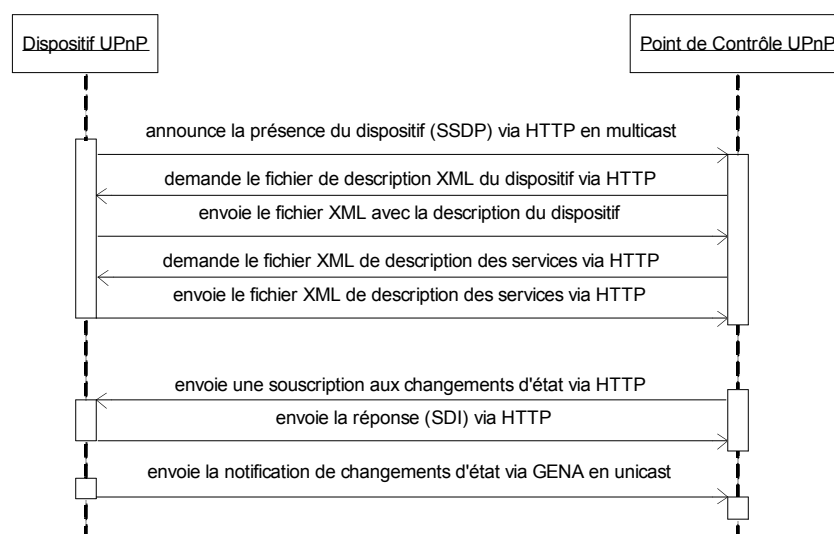 Dispositif UPnP
Point de Contrôle UPnP
announce la présence du dispositif (SSDP) via HTTP en multicast
demande le fichier de description XML du dispositif via HTTP
envoie le fichier XML avec la description du dispositif
demande le fichier XML de description des services via HTTP
envoie le fichier XML de description des services via HTTP
envoie une souscription aux changements d'état via HTTP
envoie la réponse (SDI) via HTTP
envoie la notification de changements d'état via GENA en unicast